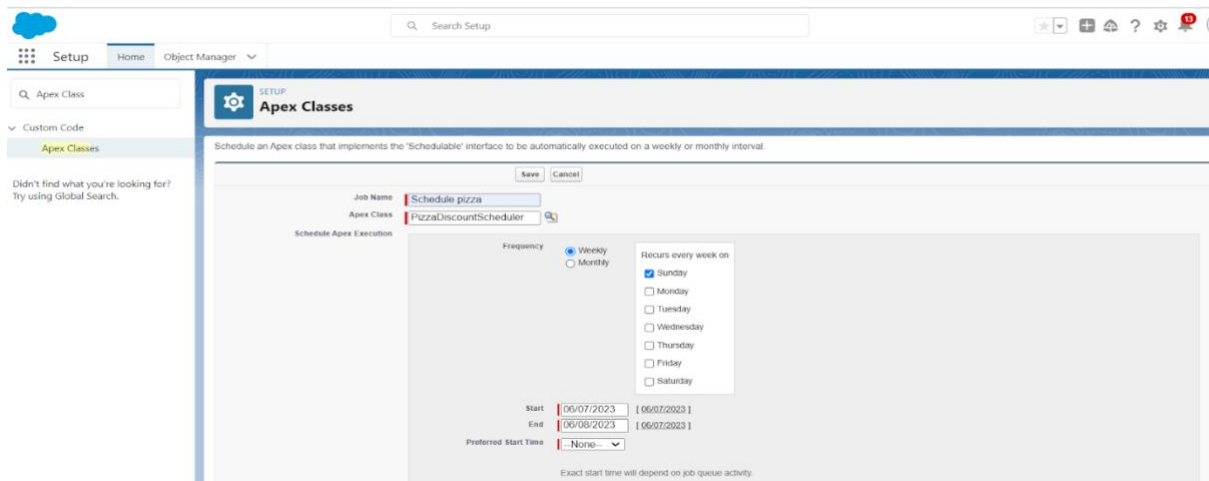 Search Setup
13
Setup Home Object Manager
Apex Class
Custom Code
Apex Classes
Didn't find what you're looking for?
Try using Global Search.
SETUP
Apex Classes
Schedule an Apex class that implements the 'Schedulable' interface to be automatically executed on a weekly or monthly interval.
Save Cancel
Job Name Schedule pizza
Apex Class PizzaDiscountScheduler
Schedule Apex Execution
Frequency Weekly
Monthly
Recurs every week on
Sunday
Monday
Tuesday
Wednesday
Thursday
Friday
Saturday
Start 06/07/2023 [ 06/07/2023 ]
End 06/08/2023 [ 06/07/2023 ]
Preferred Start Time --None--
Exact start time will depend on job queue activity.